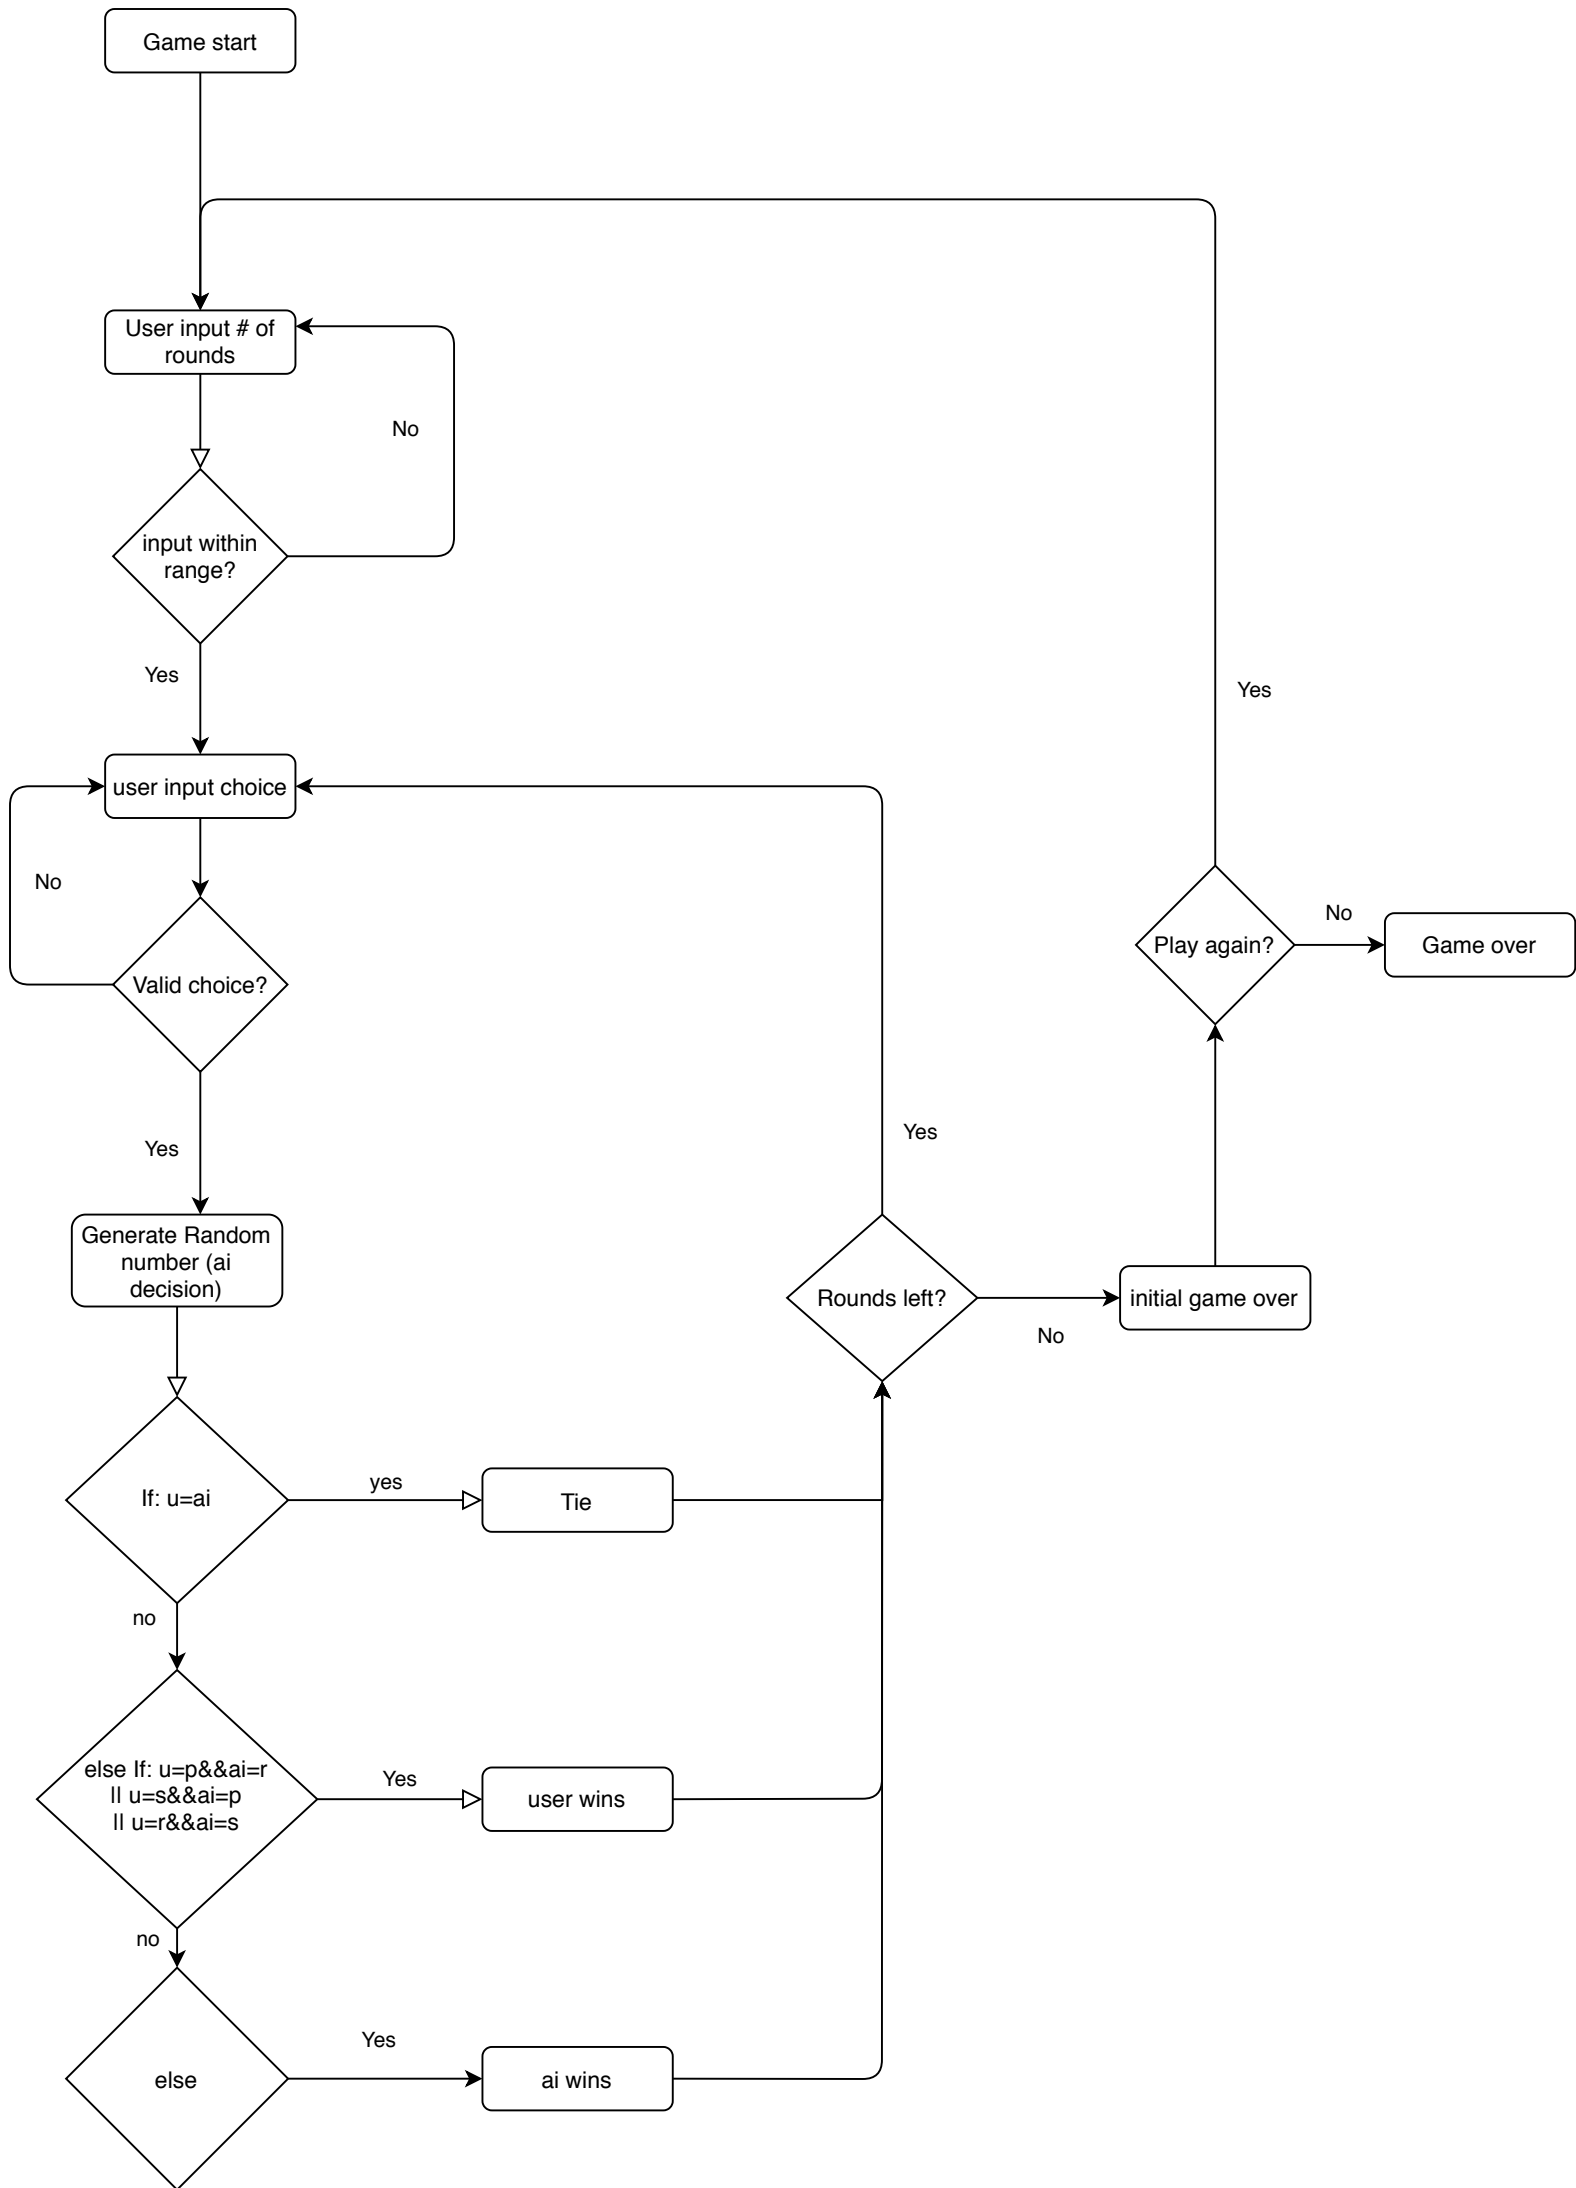 Game start
User input # of
rounds
No
input within
range?
Yes
user input choice
No
Valid choice?
Yes
Generate Random
number (ai
decision)
If: u=ai
yes
Tie
no
else If: u=p&&ai=r
|| u=s&&ai=p
|| u=r&&ai=s
Yes
user wins
no
else
Yes
ai wins
Rounds left?
Yes
No
initial game over
Play again?
Yes
No
Game over